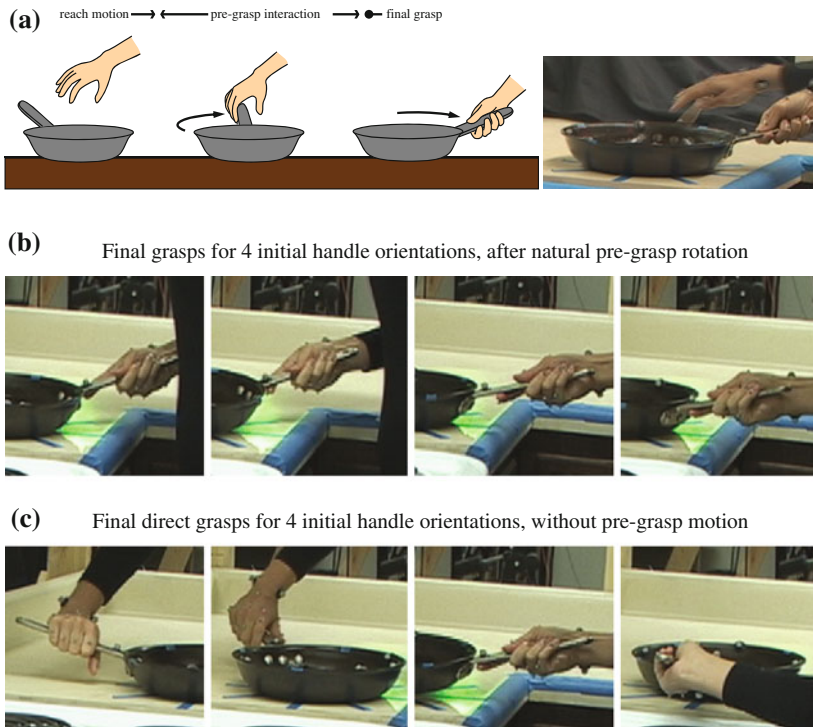 (a)
reach motion pre-grasp interaction final grasp
(b)
Final grasps for 4 initial handle orientations, after natural pre-grasp rotation
(c)
Final direct grasps for 4 initial handle orientations, without pre-grasp motion